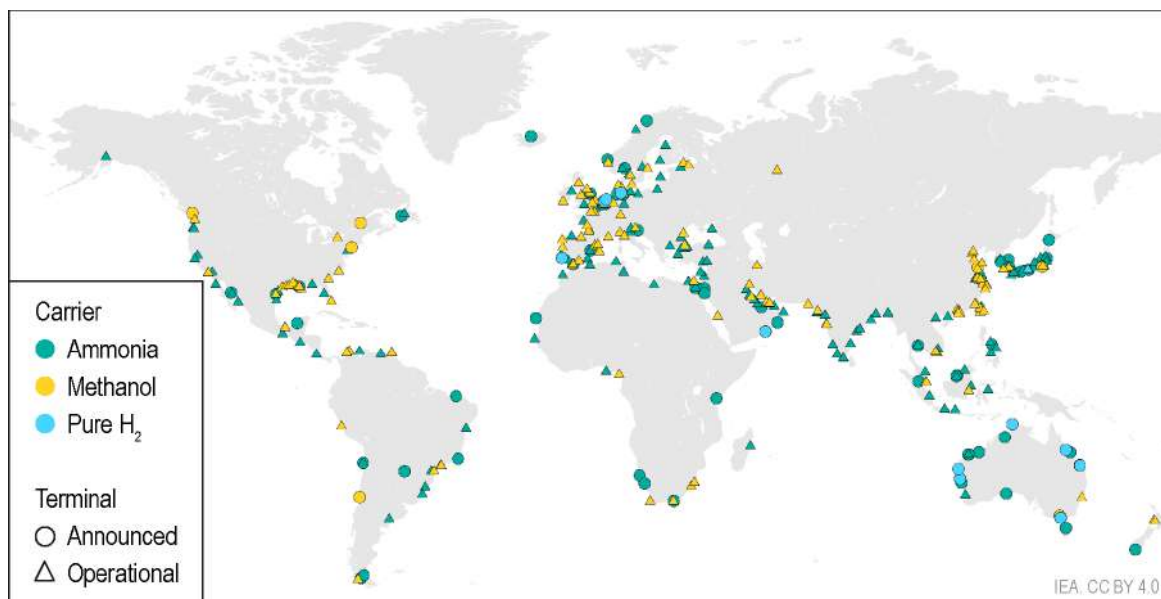 Carrier
Ammonia
Methanol
Pure H₂
Terminal
Announced
Operational
IEA. CC BY 4.0